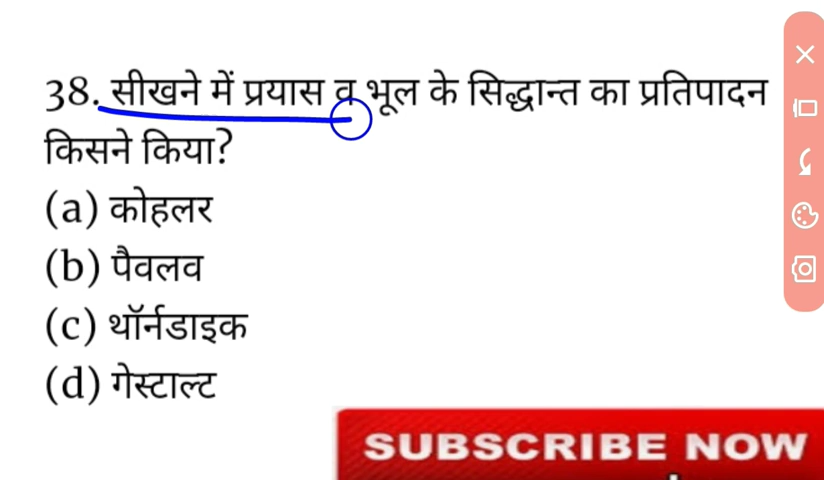 38. सीखने में प्रयास व भूल के सिद्धान्त का प्रतिपादन
किसने किया?
(a) कोहलर
(b) पैवलव
(c) थॉर्नडाइक
(d) गेस्टाल्ट
SUBSCRIBE NOW